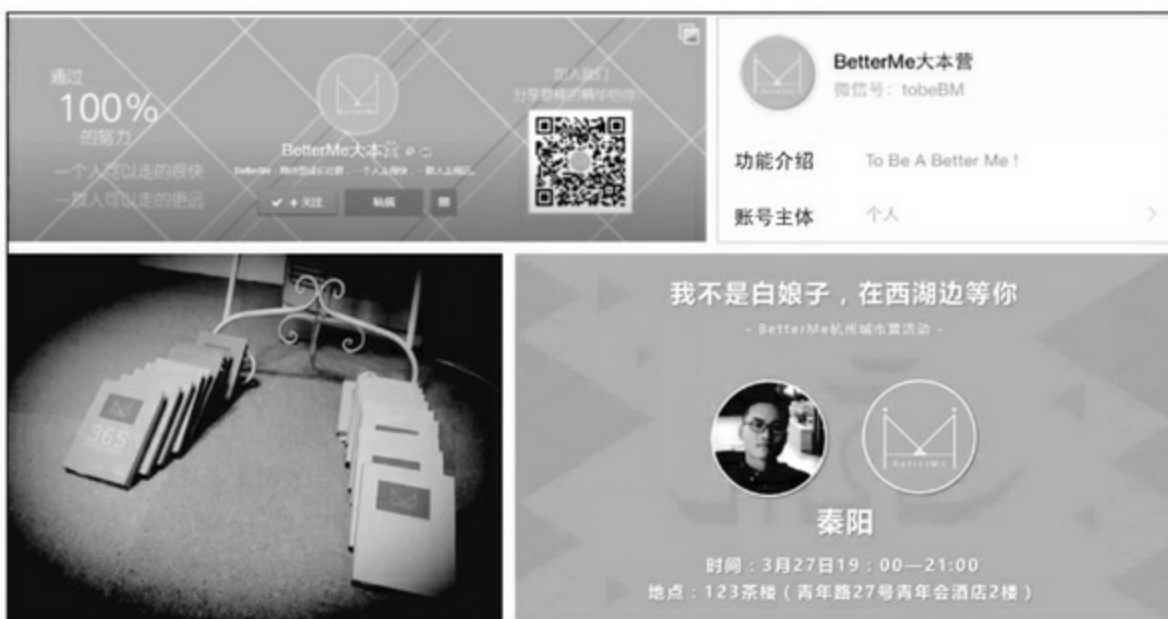 通过
100%
的努力
一个人可以走的很快
一群人可以走的更远
BetterMe大本营
+关注
私信
加入我们
BetterMe大本营
微信号：tobeBM
功能介绍 To Be A Better Me !
账号主体 个人
365
我不是白娘子，在西湖边等你
- BetterMe杭州城市营活动 -
BetterMe
秦阳
时间：3月27日19：00—21:00
地点：123茶楼（青年路27号青年会酒店2楼）